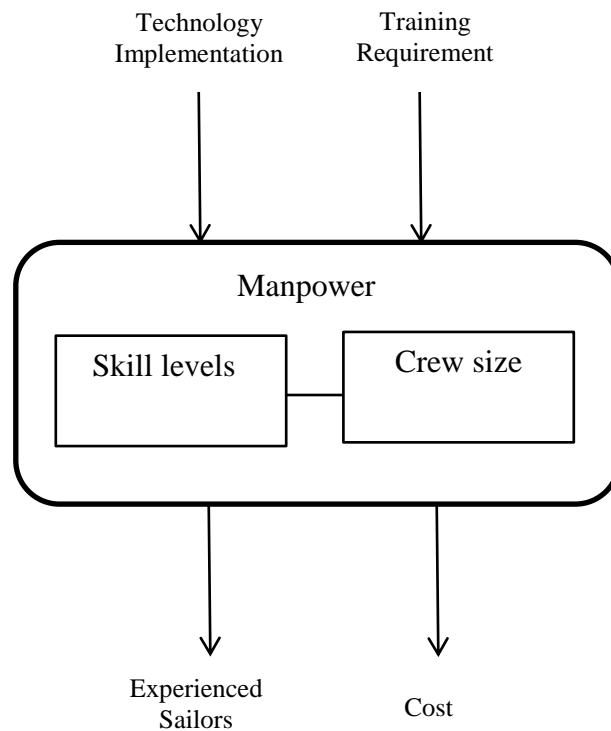 Technology
Implementation
Training
Requirement
Manpower
Skill levels
Crew size
Experienced
Sailors
Cost